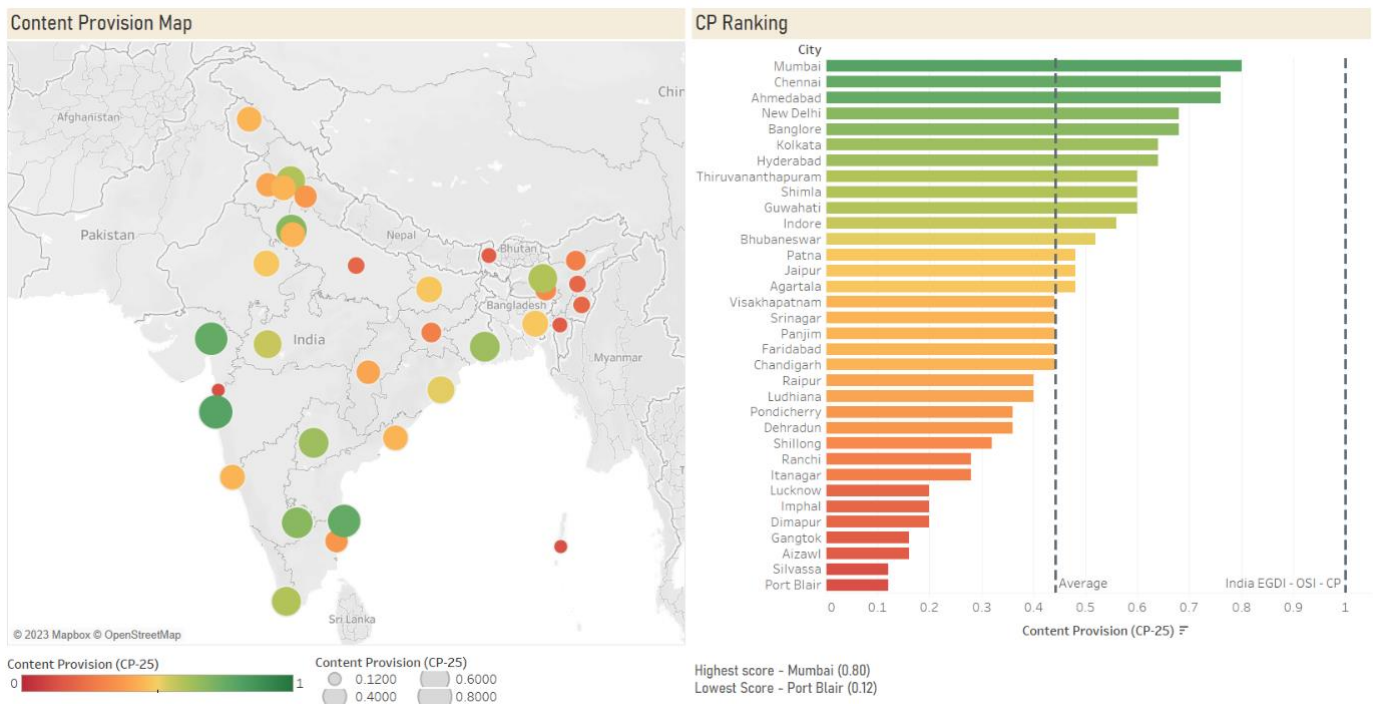 Content Provision Map
Afghanistan
Chin
Pakistan
Nepal
Bhutan
Bangladesh
India
Myanmar
Sri Lanka
© 2023 Mapbox © OpenStreetMap
Content Provision (CP-25)
0
1
Content Provision (CP-25)
0.1200
0.6000
0.4000
0.8000
CP Ranking
City
Mumbai
Chennai
Ahmedabad
New Delhi
Banglore
Kolkata
Hyderabad
Thiruvananthapuram
Shimla
Guwahati
Indore
Bhubaneswar
Patna
Jaipur
Agartala
Visakhapatnam
Srinagar
Panjim
Faridabad
Chandigarh
Raipur
Ludhiana
Pondicherry
Dehradun
Shillong
Ranchi
Itanagar
Lucknow
Imphal
Dimapur
Gangtok
Aizawl
Silvassa
Port Blair
Average
India EGDI - OSI - CP
0 0.1 0.2 0.3 0.4 0.5 0.6 0.7 0.8 0.9 1
Content Provision (CP-25)
Highest score - Mumbai (0.80)
Lowest Score - Port Blair (0.12)